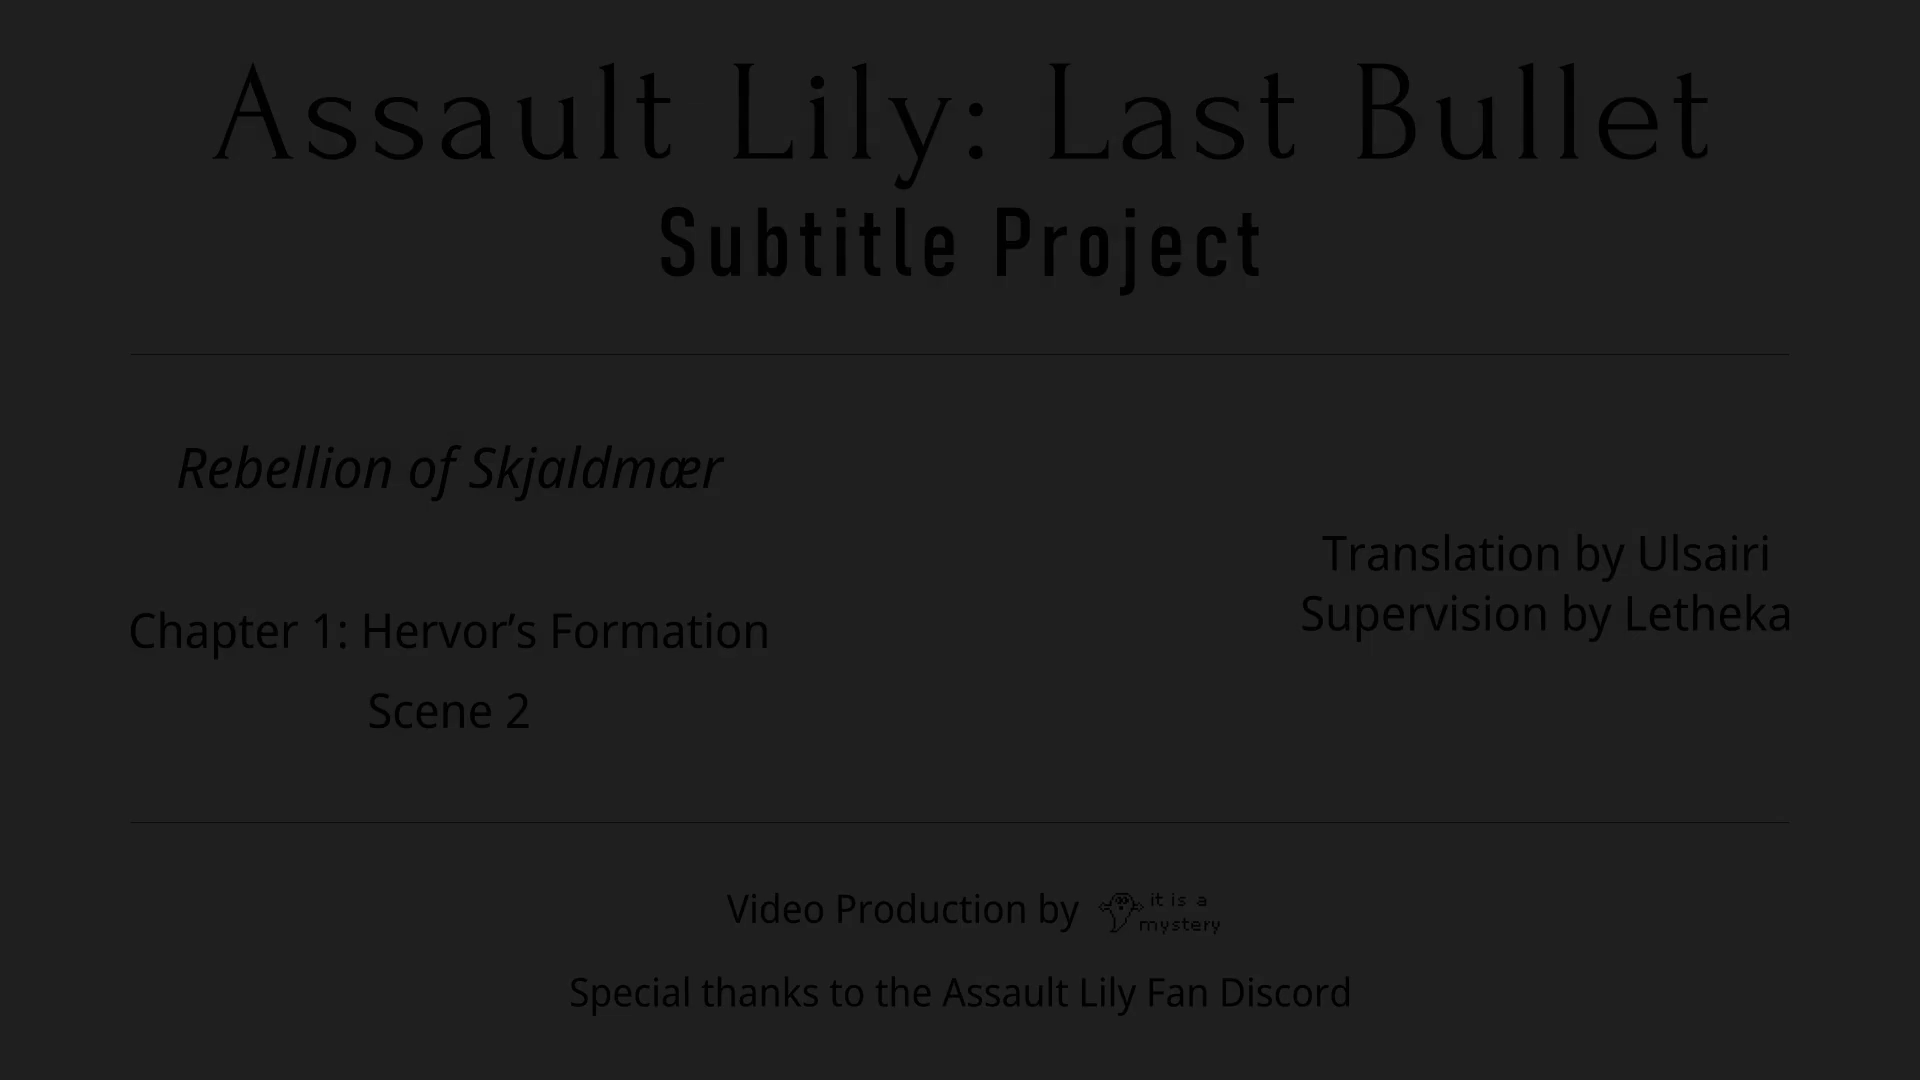 Assault Lily: Last Bullet
Subtitle Project
Rebellion of Skjaldmær
Chapter 1: Hervor’s Formation
Scene 2
Translation by Ulsairi
Supervision by Letheka
Video Production by
it is a
mystery
Special thanks to the Assault Lily Fan Discord